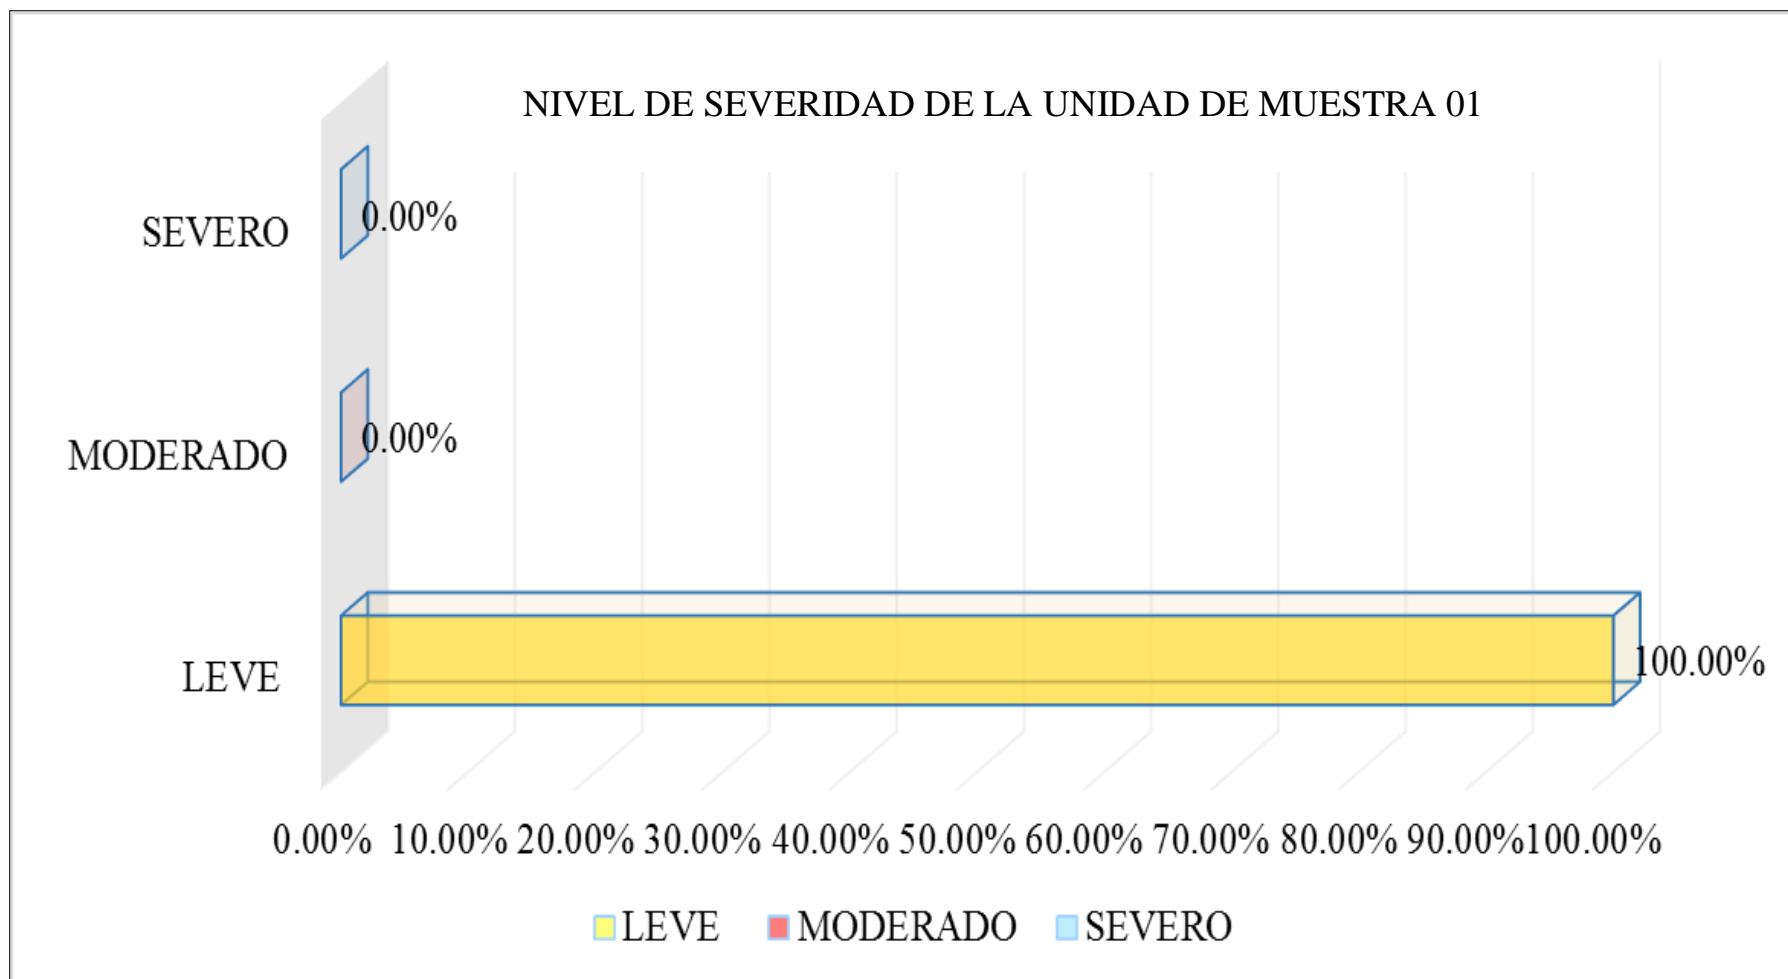 NIVEL DE SEVERIDAD DE LA UNIDAD DE MUESTRA 01
SEVERO 0.00%
MODERADO 0.00%
LEVE 100.00%
0.00% 10.00% 20.00% 30.00% 40.00% 50.00% 60.00% 70.00% 80.00% 90.00% 100.00%
LEVE MODERADO SEVERO